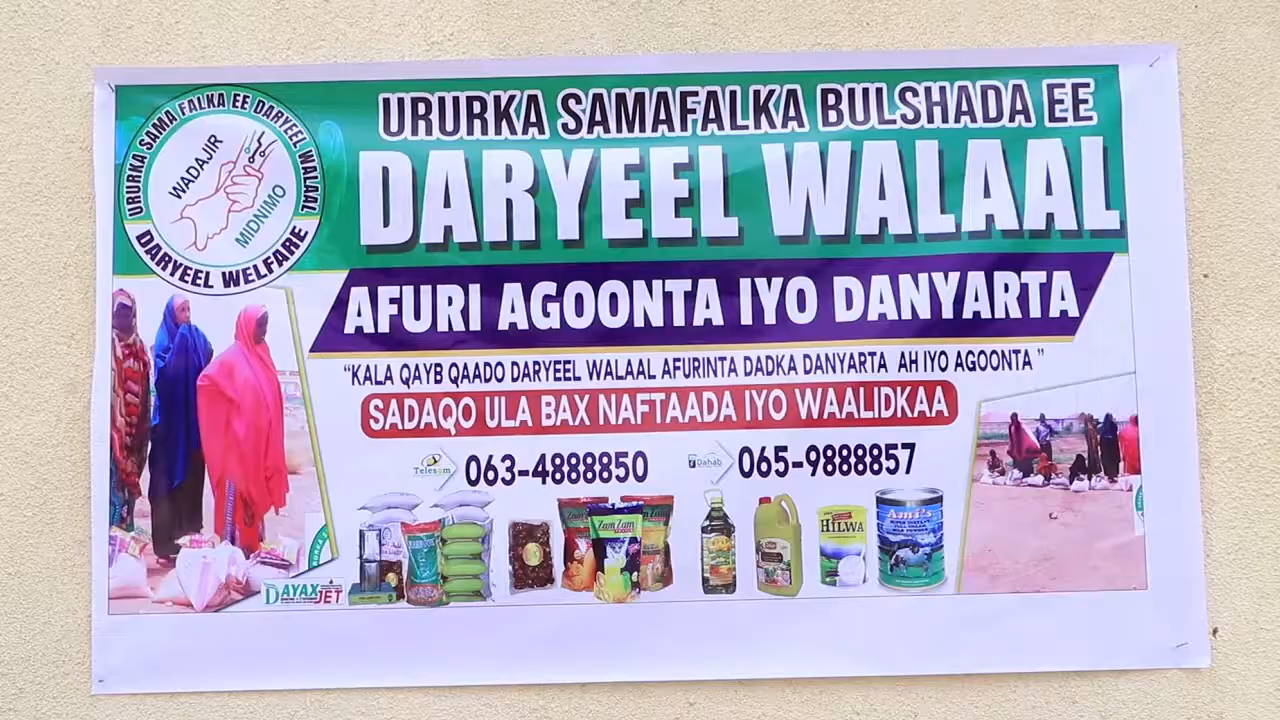 URURKA SAMAFALKA BULSHADA EE
DARYEEL WALAAL
URURKA SAMA FALKA EE DARYEEL WALAAL
WADAJIR
MIDNIMO
DARYEEL WELFARE
AFURI AGOONTA IYO DANYARTA
“KALA QAYB QAADO DARYEEL WALAAL AFURINTA DADKA DANYARTA AH IYO AGOONTA ”
SADAQO ULA BAX NAFTAADA IYO WAALIDKAA
Telesom 063-4888850
Dahab 065-9888857
ZamZam
HILWA
Ami's
DAYAX JET